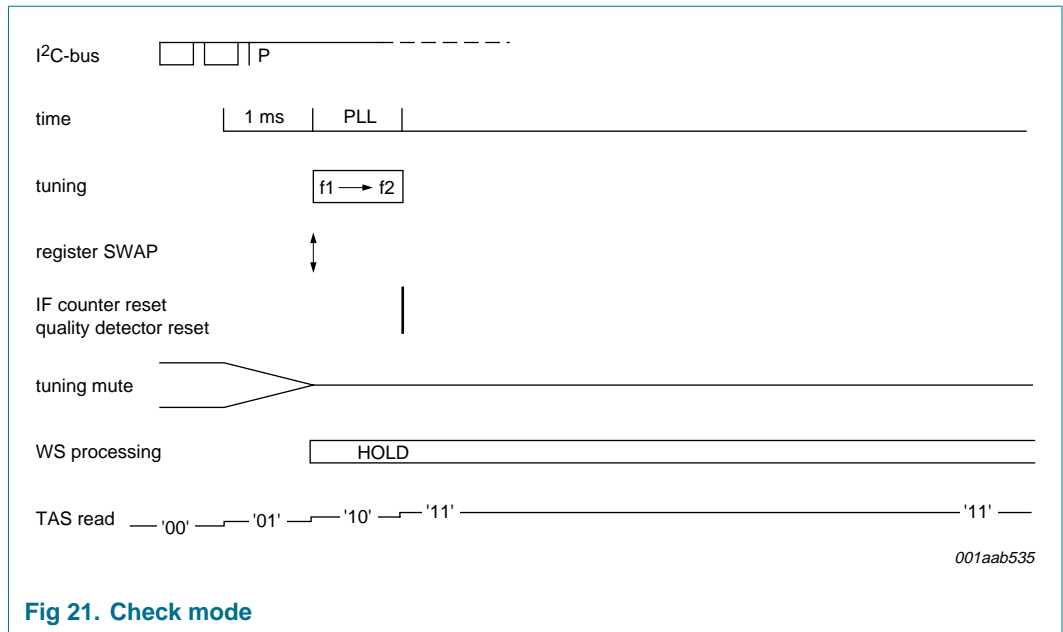 I²C-bus P
time 1 ms PLL
tuning f1 → f2
register SWAP
IF counter reset
quality detector reset
tuning mute
WS processing HOLD
TAS read '00' '01' '10' '11' '11'
001aab535
Fig 21. Check mode